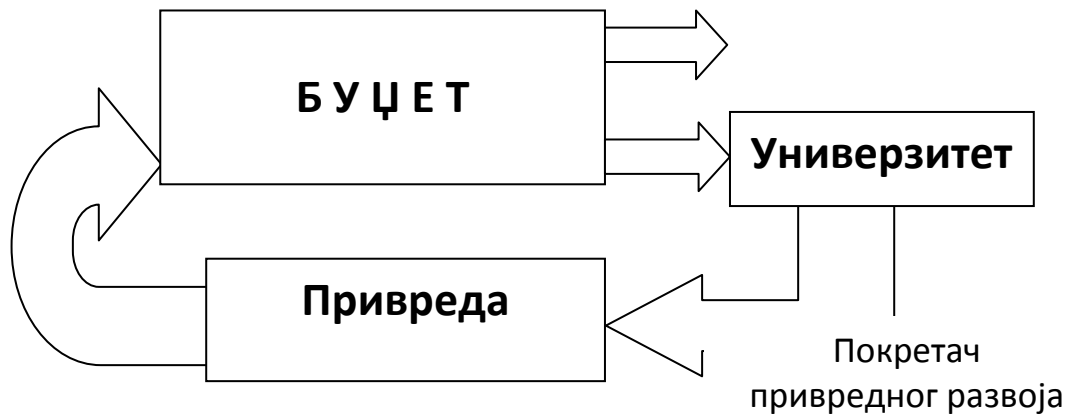 Б У Џ Е Т
Универзитет
Привреда
Покретач
привредног развоја